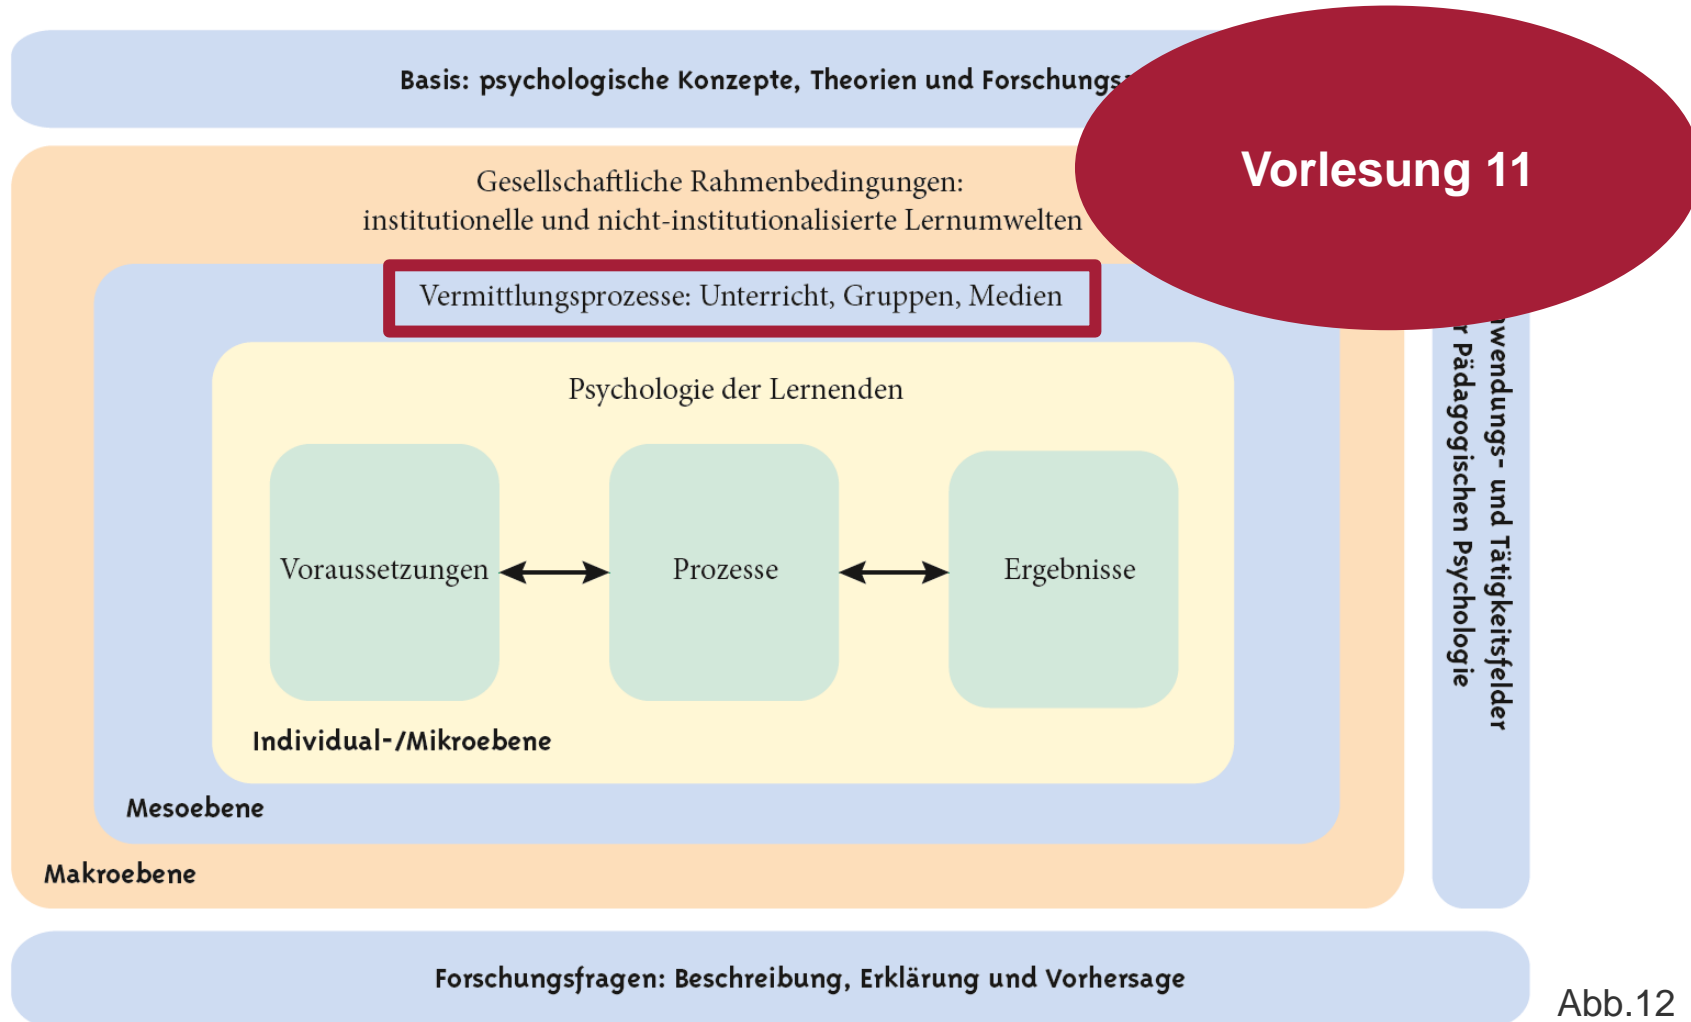 Basis: psychologische Konzepte, Theorien und
Vorlesung 11
Gesellschaftliche Rahmenbedingungen:
institutionelle und nicht-institutionalisierte Lernumwelten
Vermittlungsprozesse: Unterricht, Gruppen, Medien
Psychologie der Lernenden
Voraussetzungen
Prozesse
Ergebnisse
Individual-/Mikroebene
Mesoebene
Makroebene
und Tätigkeitsfelder
Pädagogischen Psychologie
Forschungsfragen: Beschreibung, Erklärung und Vorhersage
Abb.12